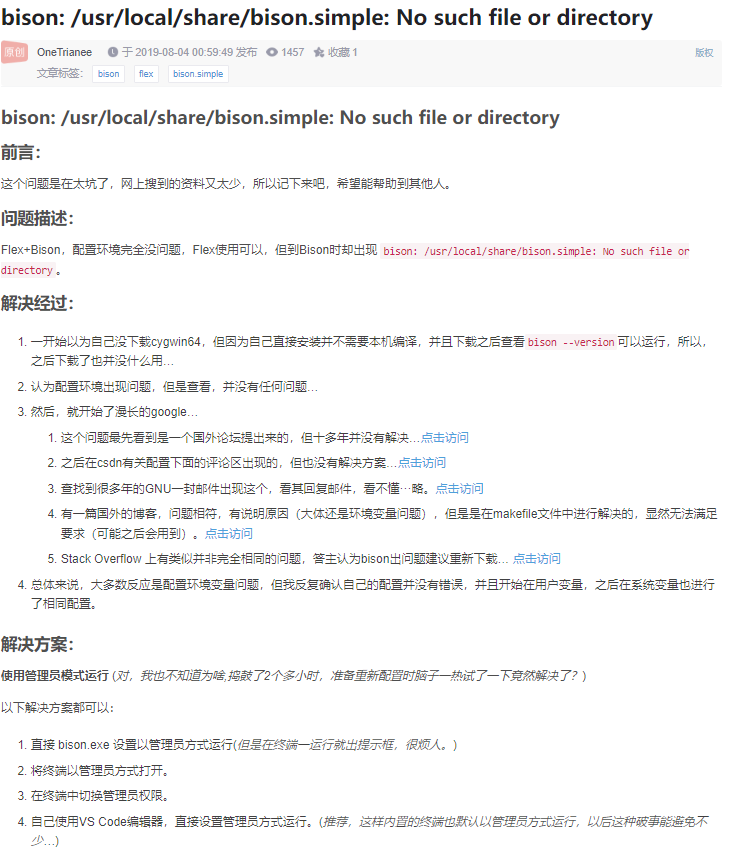 bison: /usr/local/share/bison.simple: No such file or directory
原创 OneTrianee 于 2019-08-04 00:59:49 发布 1457 收藏 1 版权
文章标签： bison flex bison.simple
bison: /usr/local/share/bison.simple: No such file or directory
前言：
这个问题是在太坑了，网上搜到的资料又太少，所以记下来吧，希望能帮助到其他人。
问题描述：
Flex+Bison，配置环境完全没问题，Flex使用可以，但到Bison时却出现 bison: /usr/local/share/bison.simple: No such file or
directory 。
解决经过：
1. 一开始以为自己没下载cygwin64，但因为自己直接安装并不需要本机编译，并且下载之后查看 bison --version 可以运行，所以，
之后下载了也并没什么用…
2. 认为配置环境出现问题，但是查看，并没有任何问题…
3. 然后，就开始了漫长的google…
1. 这个问题最先看到是一个国外论坛提出来的，但十多年并没有解决…点击访问
2. 之后在csdn有关配置下面的评论区出现的，但也没有解决方案…点击访问
3. 查找到很多年的GNU一封邮件出现这个，看其回复邮件，看不懂…略。点击访问
4. 有一篇国外的博客，问题相符，有说明原因（大体还是环境变量问题），但是是在makefile文件中进行解决的，显然无法满足
要求（可能之后会用到）。点击访问
5. Stack Overflow 上有类似并非完全相同的问题，答主认为bison出问题建议重新下载… 点击访问
4. 总体来说，大多数反应是配置环境变量问题，但我反复确认自己的配置并没有错误，并且开始在用户变量，之后在系统变量也进行
了相同配置。
解决方案：
使用管理员模式运行 (对，我也不知道为啥,捣鼓了2个多小时，准备重新配置时脑子一热试了一下竟然解决了？)
以下解决方案都可以：
1. 直接 bison.exe 设置以管理员方式运行(但是在终端一运行就出提示框，很烦人。)
2. 将终端以管理员方式打开。
3. 在终端中切换管理员权限。
4. 自己使用VS Code编辑器，直接设置管理员方式运行。(推荐，这样内置的终端也默认以管理员方式运行，以后这种破事能避免不
少…)